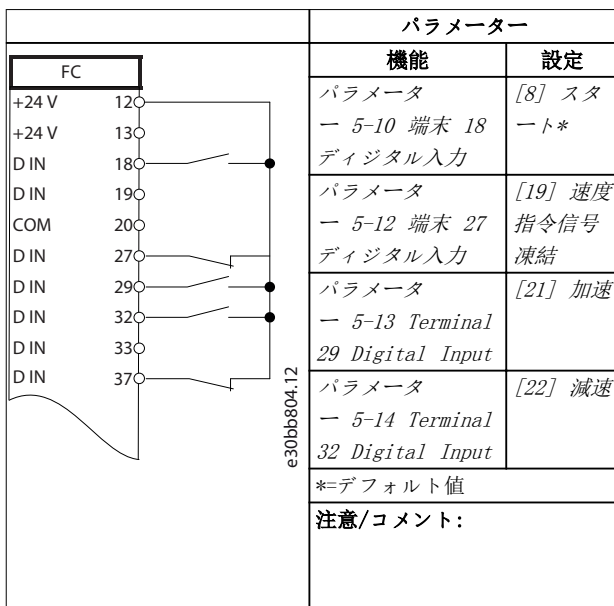 FC
+24 V 12
+24 V 13
D IN 18
D IN 19
COM 20
D IN 27
D IN 29
D IN 32
D IN 33
D IN 37
e30bb804.12
パラメーター
機能 設定
パラメータ
ー 5-10 端末 18
ディジタル入力
[8] スタ
ート*
パラメータ
ー 5-12 端末 27
ディジタル入力
[19] 速度
指令信号
凍結
パラメータ
ー 5-13 Terminal
29 Digital Input
[21] 加速
パラメータ
ー 5-14 Terminal
32 Digital Input
[22] 減速
*=デフォルト値
注意/コメント: